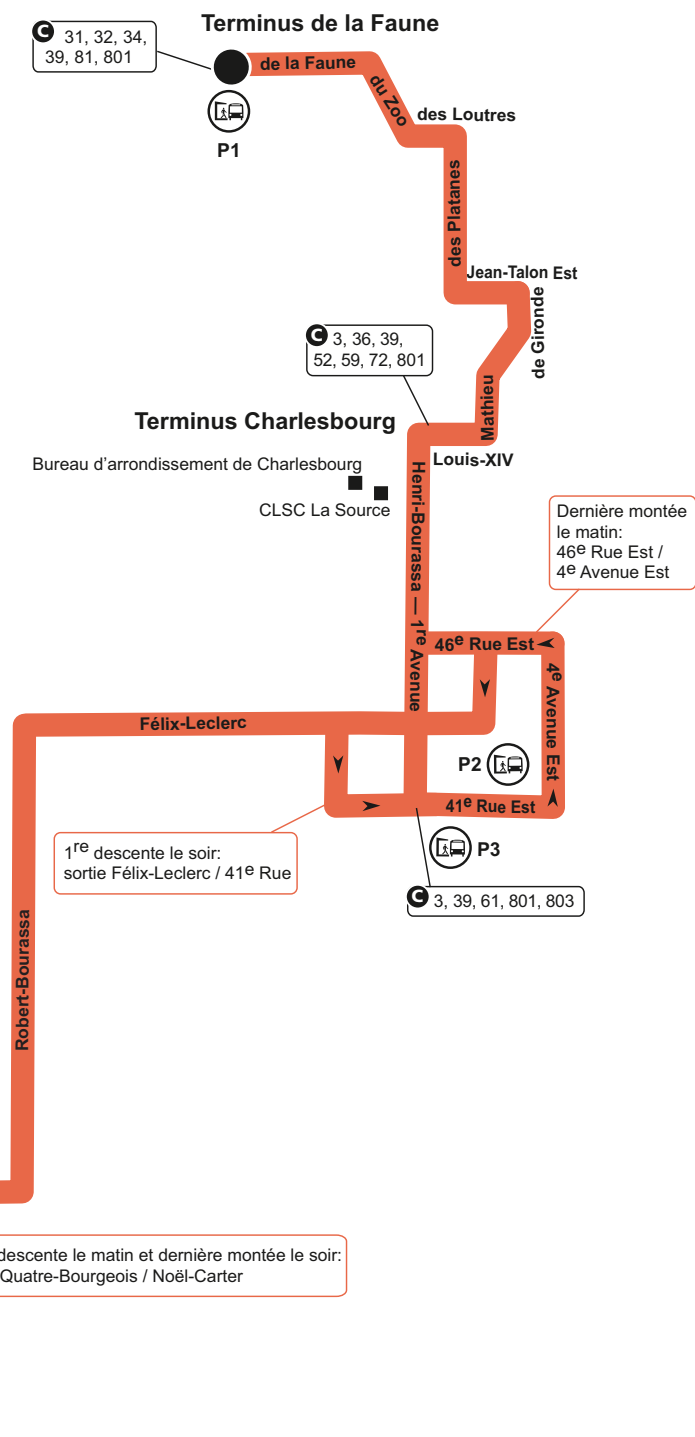 Terminus de la Faune
C 31, 32, 34,
39, 81, 801
de la Faune
P1
du Zoo
des Loutres
des Platanes
Jean-Talon Est
de Gironde
C 3, 36, 39,
52, 59, 72, 801
Mathieu
Terminus Charlesbourg
Louis-XIV
Bureau d'arrondissement de Charlesbourg
CLSC La Source
Henri-Bourassa — 1re Avenue
Dernière montée
le matin:
46e Rue Est /
4e Avenue Est
46e Rue Est
4e Avenue Est
Félix-Leclerc
P2
41e Rue Est
1re descente le soir:
sortie Félix-Leclerc / 41e Rue
P3
C 3, 39, 61, 801, 803
Robert-Bourassa
descente le matin et dernière montée le soir:
Quatre-Bourgeois / Noël-Carter